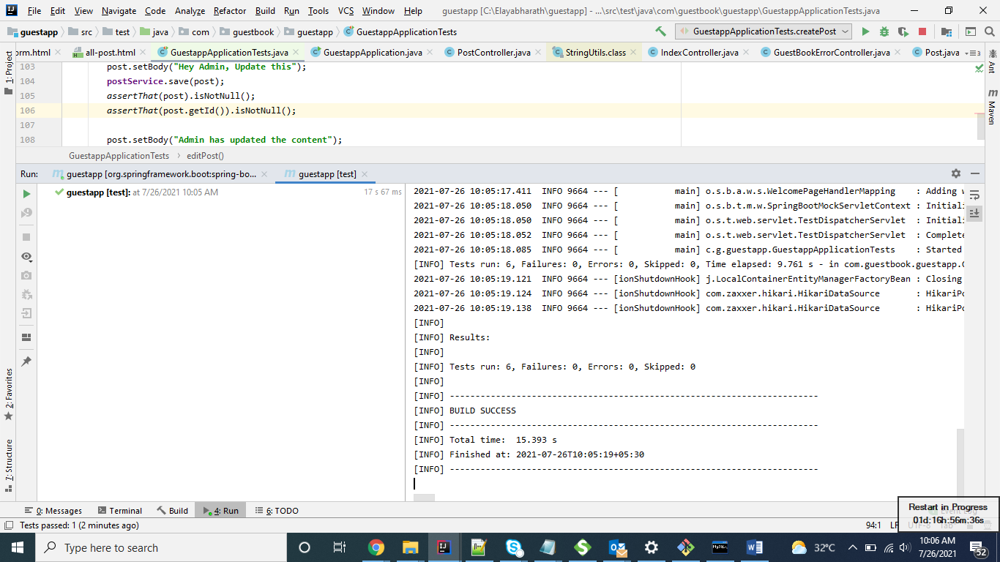 File Edit View Navigate Code Analyze Refactor Build Run Tools VCS Window Help guestapp [C:\Elayabharath\guestapp] - ...\src\test\java\com\guestbook\guestapp\GuestappApplicationTests.java
guestapp src test java com guestbook guestapp GuestappApplicationTests GuestappApplicationTests.createPost
orm.html all-post.html GuestappApplicationTests.java GuestappApplication.java PostController.java StringUtils.class IndexController.java GuestBookErrorController.java Post.java
1: Project
Ant
Maven
103 post.setBody("Hey Admin, Update this");
104 postService.save(post);
105 assertThat(post).isNotNull();
106 assertThat(post.getId()).isNotNull();
107
108 post.setBody("Admin has updated the content");
GuestappApplicationTests editPost()
Run: guestapp [org.springframework.boot:spring-bo... guestapp [test]
guestapp [test]: at 7/26/2021 10:05 AM 17 s 67 ms
2021-07-26 10:05:17.411 INFO 9664 --- [ main] o.s.b.a.w.s.WelcomePageHandlerMapping : Adding w
2021-07-26 10:05:18.050 INFO 9664 --- [ main] o.s.b.t.m.w.SpringBootMockServletContext : Initiali
2021-07-26 10:05:18.050 INFO 9664 --- [ main] o.s.t.web.servlet.TestDispatcherServlet : Initiali
2021-07-26 10:05:18.052 INFO 9664 --- [ main] o.s.t.web.servlet.TestDispatcherServlet : Complete
2021-07-26 10:05:18.085 INFO 9664 --- [ main] c.g.guestapp.GuestappApplicationTests : Started
[INFO] Tests run: 6, Failures: 0, Errors: 0, Skipped: 0, Time elapsed: 9.761 s - in com.guestbook.guestapp.G
2021-07-26 10:05:19.121 INFO 9664 --- [ionShutdownHook] j.LocalContainerEntityManagerFactoryBean : Closing
2021-07-26 10:05:19.124 INFO 9664 --- [ionShutdownHook] com.zaxxer.hikari.HikariDataSource : HikariPo
2021-07-26 10:05:19.138 INFO 9664 --- [ionShutdownHook] com.zaxxer.hikari.HikariDataSource : HikariPo
[INFO]
[INFO] Results:
[INFO]
[INFO] Tests run: 6, Failures: 0, Errors: 0, Skipped: 0
[INFO]
[INFO] ------------------------------------------------------------------------
[INFO] BUILD SUCCESS
[INFO] ------------------------------------------------------------------------
[INFO] Total time: 15.393 s
[INFO] Finished at: 2021-07-26T10:05:19+05:30
[INFO] ------------------------------------------------------------------------
2: Favorites
7: Structure
0: Messages Terminal Build 4: Run 6: TODO
Restart in Progress
01d:16h:56m:36s
Tests passed: 1 (2 minutes ago) 94:1
Type here to search 32°C 10:06 AM
7/26/2021
52